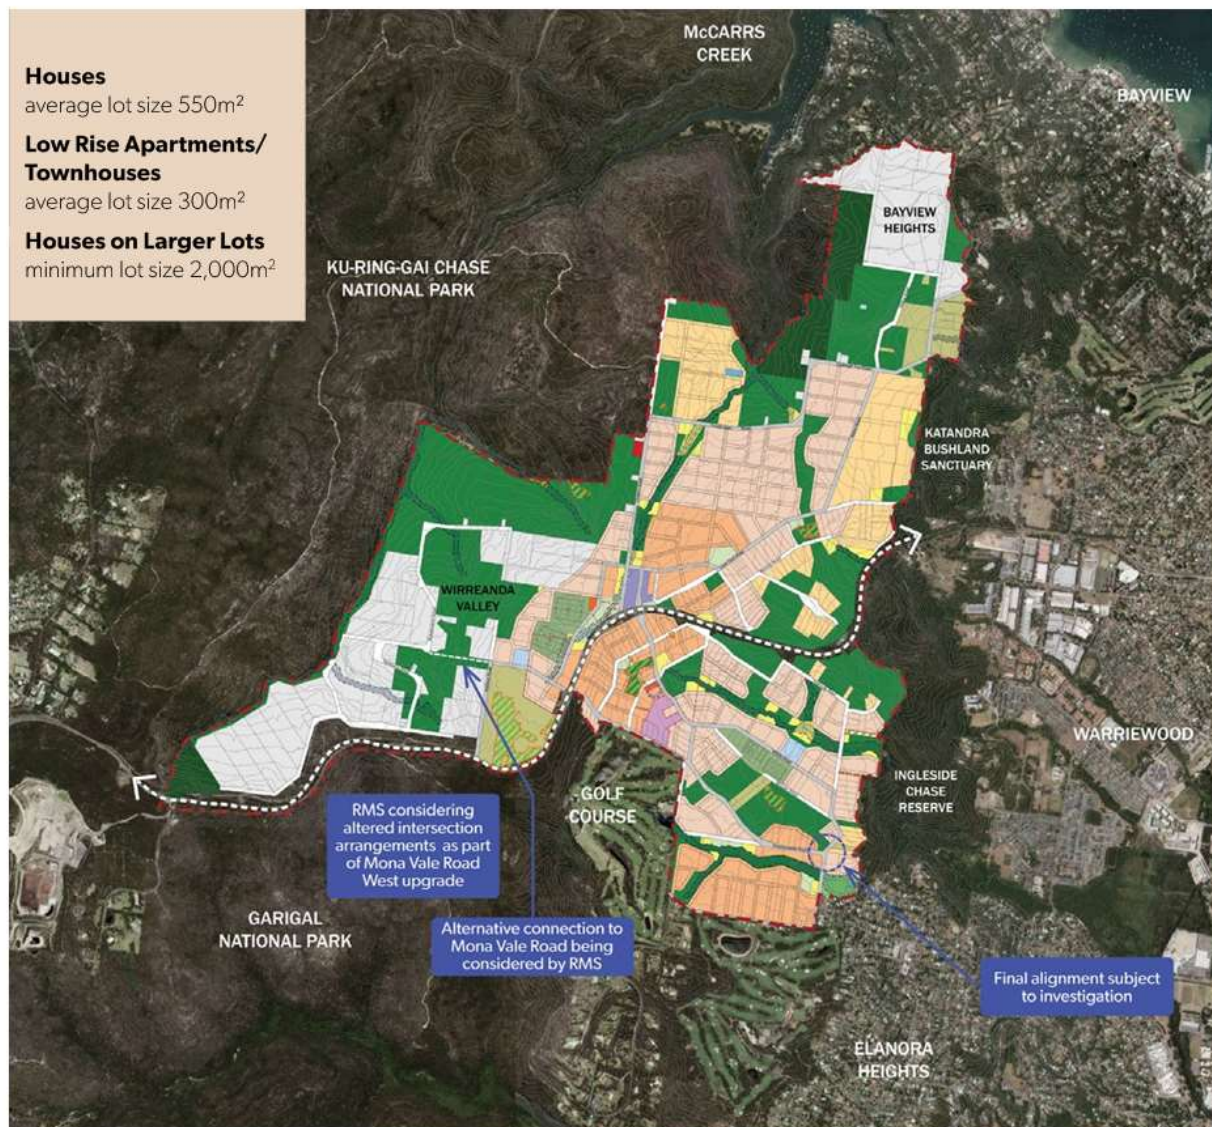 Houses
average lot size 550m²
Low Rise Apartments/
Townhouses
average lot size 300m²
Houses on Larger Lots
minimum lot size 2,000m²
McCARRS
CREEK
BAYVIEW
BAYVIEW
HEIGHTS
KU-RING-GAI CHASE
NATIONAL PARK
KATANDRA
BUSHLAND
SANCTUARY
WIRREANDA
VALLEY
WARRIEWOOD
INGLESIDE
CHASE
RESERVE
GOLF
COURSE
RMS considering
altered intersection
arrangements as part
of Mona Vale Road
West upgrade
GARIGAL
NATIONAL PARK
Alternative connection to
Mona Vale Road being
considered by RMS
Final alignment subject
to investigation
ELANORA
HEIGHTS